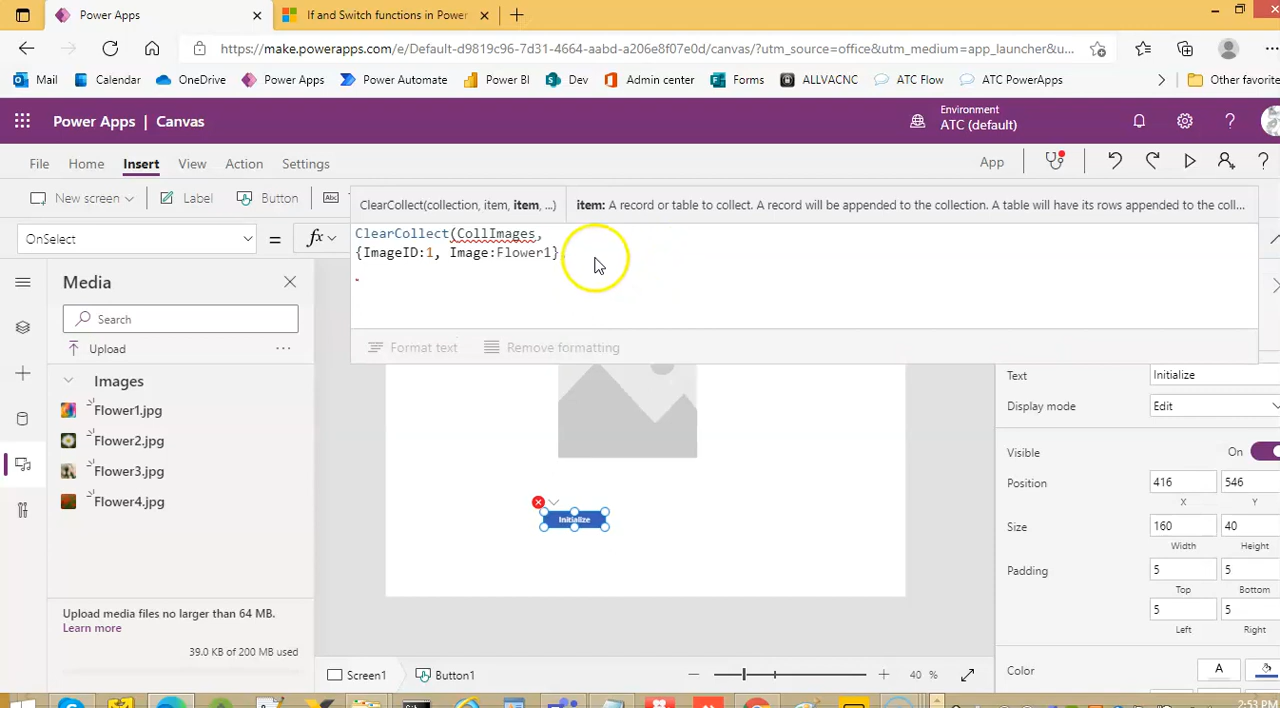 Power Apps
If and Switch functions in Power
https://make.powerapps.com/e/Default-d9819c96-7d31-4664-aabd-a206e8f07e0d/canvas/?utm_source=office&utm_medium=app_launcher&u...
Mail Calendar OneDrive Power Apps Power Automate Power BI Dev Admin center Forms ALLVACNC ATC Flow ATC PowerApps Other favorite
Power Apps | Canvas
Environment
ATC (default)
File Home Insert View Action Settings App
New screen Label Button Abc
ClearCollect(collection, item, item, ...) item: A record or table to collect. A record will be appended to the collection. A table will have its rows appended to the coll...
OnSelect = fx
ClearCollect(CollImages,
{ImageID:1, Image:Flower1},
Format text Remove formatting
Media
Search
Upload
Images
Flower1.jpg
Flower2.jpg
Flower3.jpg
Flower4.jpg
Upload media files no larger than 64 MB.
Learn more
39.0 KB of 200 MB used
Initialize
Text Initialize
Display mode Edit
Visible On
Position 416 546
X Y
Size 160 40
Width Height
Padding 5 5
Top Bottom
5 5
Left Right
Color A
Screen1 Button1 40 %
2:53 PM